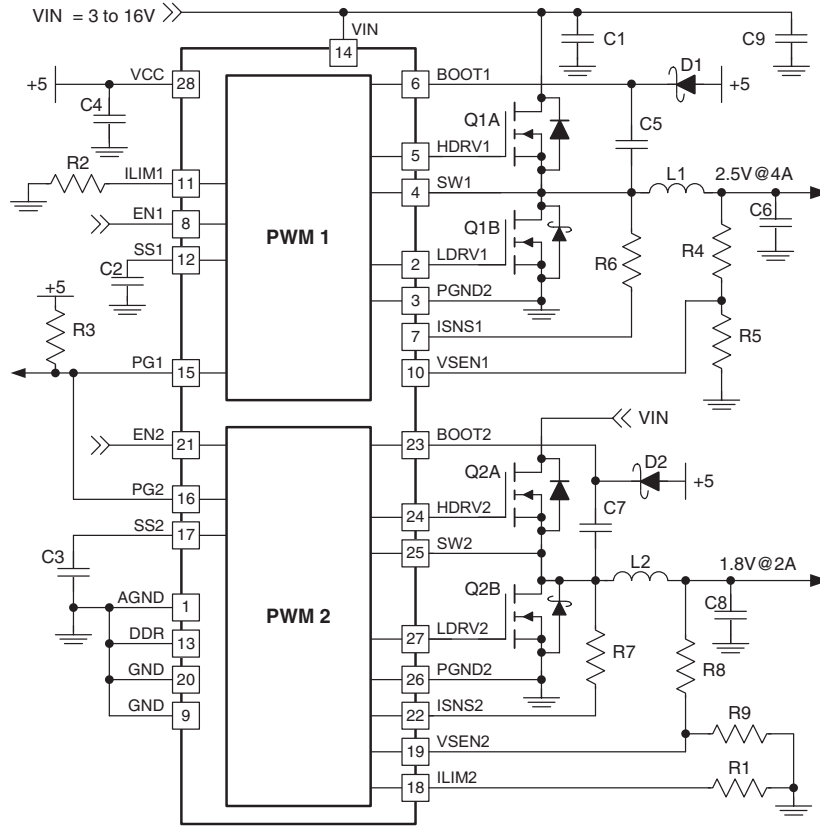 VIN = 3 to 16V
VIN
14
C1
C9
VCC
28
+5
C4
6
BOOT1
D1
+5
Q1A
C5
R2
ILIM1
11
5
HDRV1
4
SW1
L1
2.5V@4A
EN1
8
PWM 1
Q1B
C6
SS1
12
C2
2
LDRV1
R6
R4
+5
3
PGND2
R3
7
ISNS1
R5
PG1
15
10
VSEN1
VIN
EN2
21
23
BOOT2
D2
Q2A
+5
PG2
16
C7
24
HDRV2
SS2
17
25
SW2
C3
L2
1.8V@2A
Q2B
AGND
1
C8
PWM 2
DDR
13
27
LDRV2
R7
R8
GND
20
26
PGND2
GND
9
22
ISNS2
R9
19
VSEN2
R1
18
ILIM2